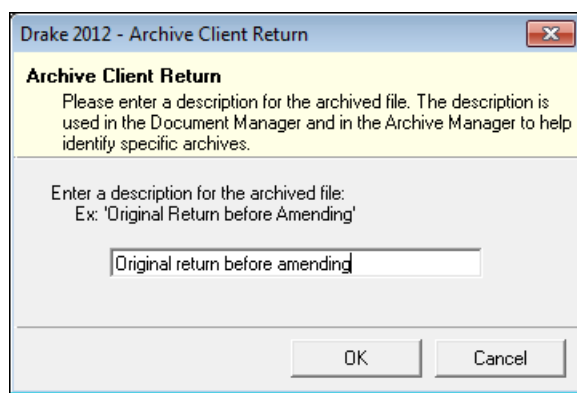 Drake 2012 - Archive Client Return
Archive Client Return
Please enter a description for the archived file. The description is
used in the Document Manager and in the Archive Manager to help
identify specific archives.
Enter a description for the archived file:
Ex: 'Original Return before Amending'
Original return before amending
OK
Cancel